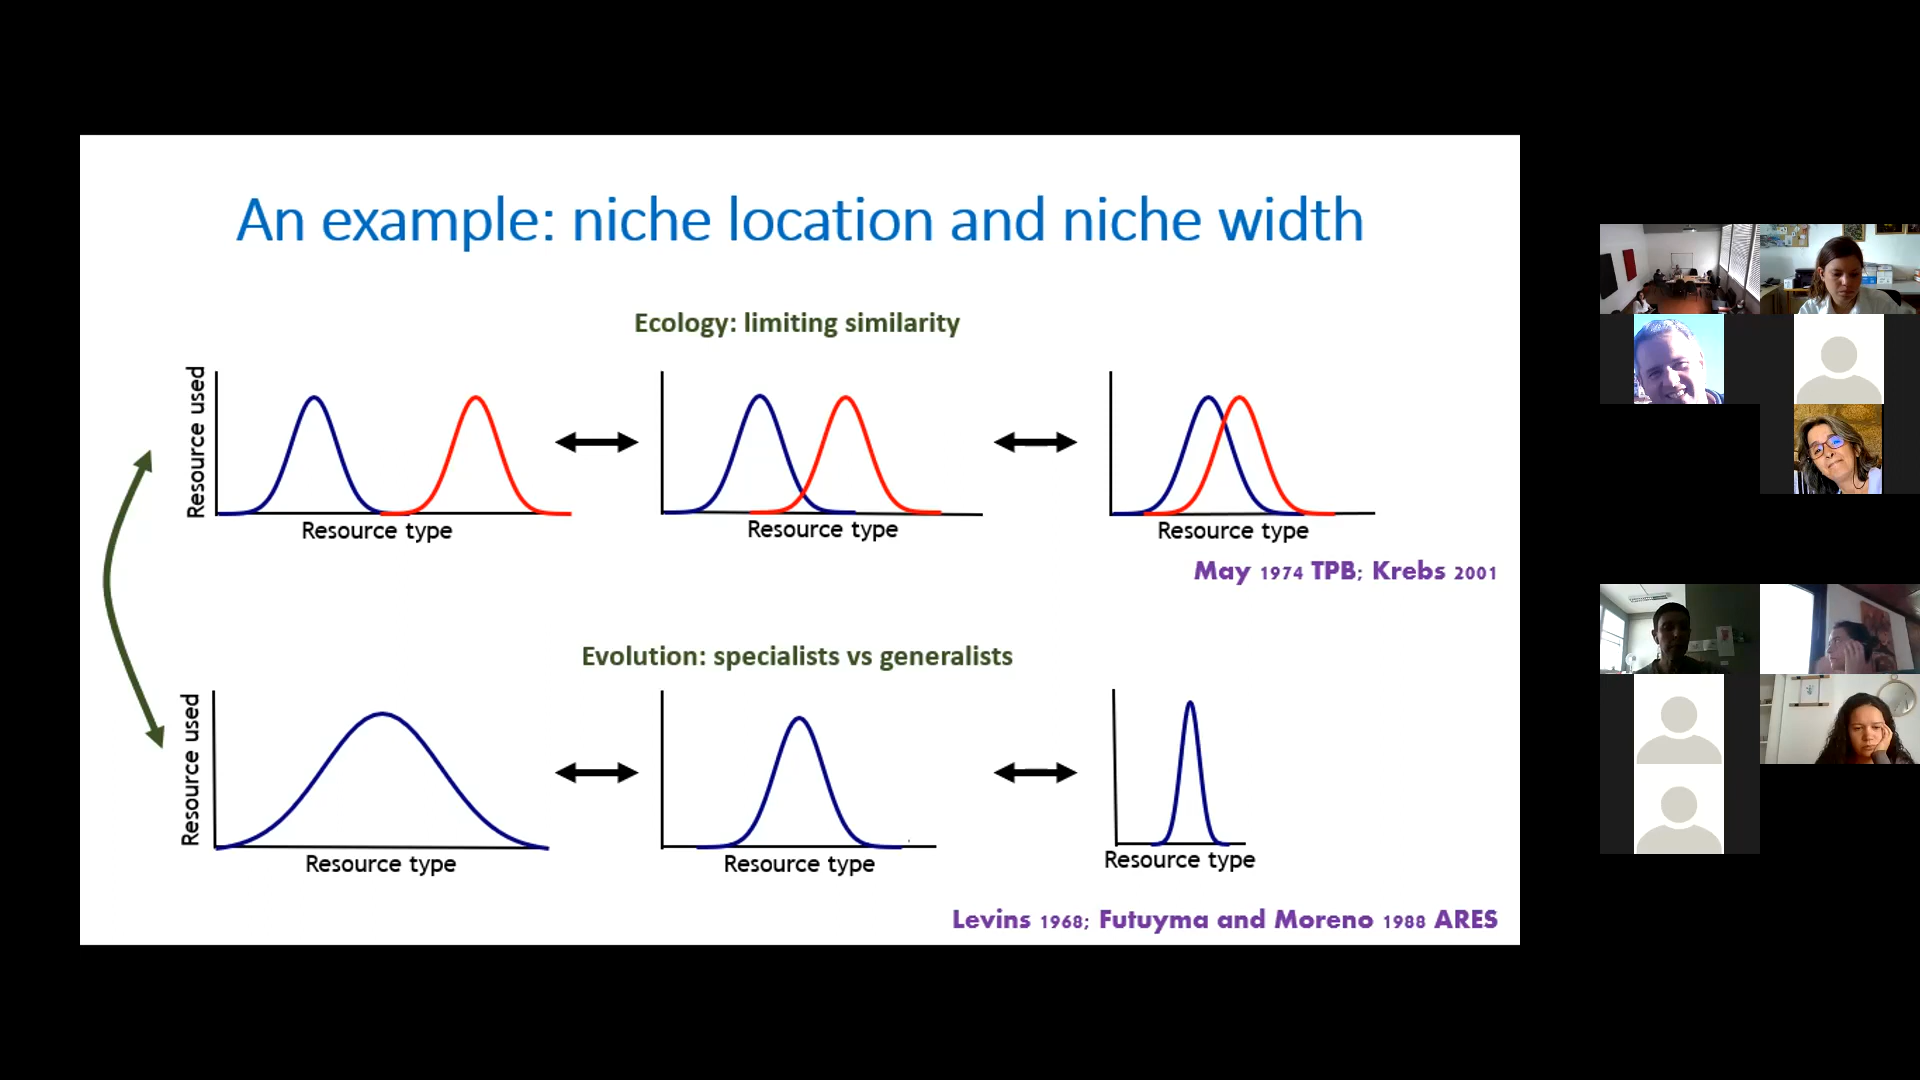 An example: niche location and niche width
Ecology: limiting similarity
Resource used
Resource type
Resource type
Resource type
May 1974 TPB; Krebs 2001
Evolution: specialists vs generalists
Resource used
Resource type
Resource type
Resource type
Levins 1968; Futuyma and Moreno 1988 ARES